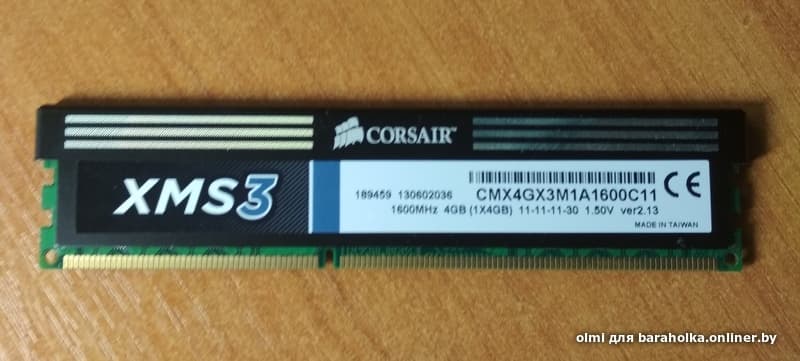 CORSAIR™
XMS3
189459 130602036
CMX4GX3M1A1600C11
1600MHz 4GB (1X4GB) 11-11-11-30 1.50V ver2.13
CE
MADE IN TAIWAN
olmi для baraholka.onliner.by